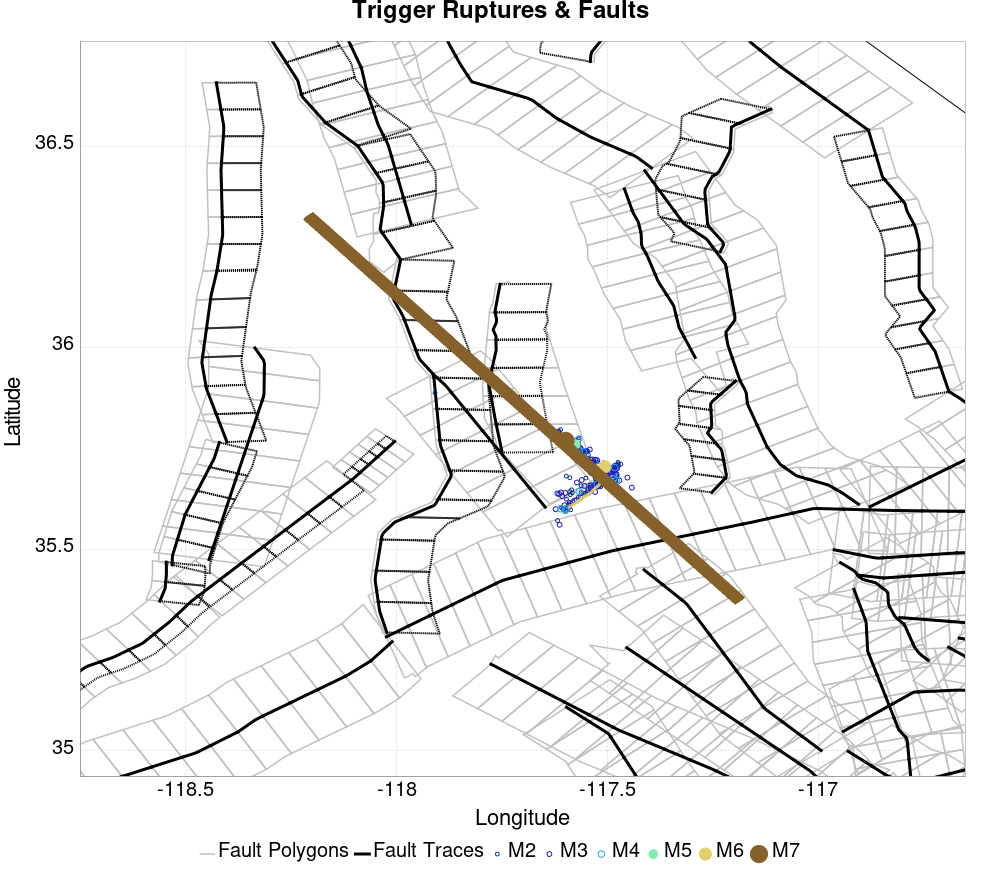 Trigger Ruptures & Faults
36.5
36
35.5
35
Latitude
-118.5 -118 -117.5 -117
Longitude
Fault Polygons Fault Traces M2 M3 M4 M5 M6 M7